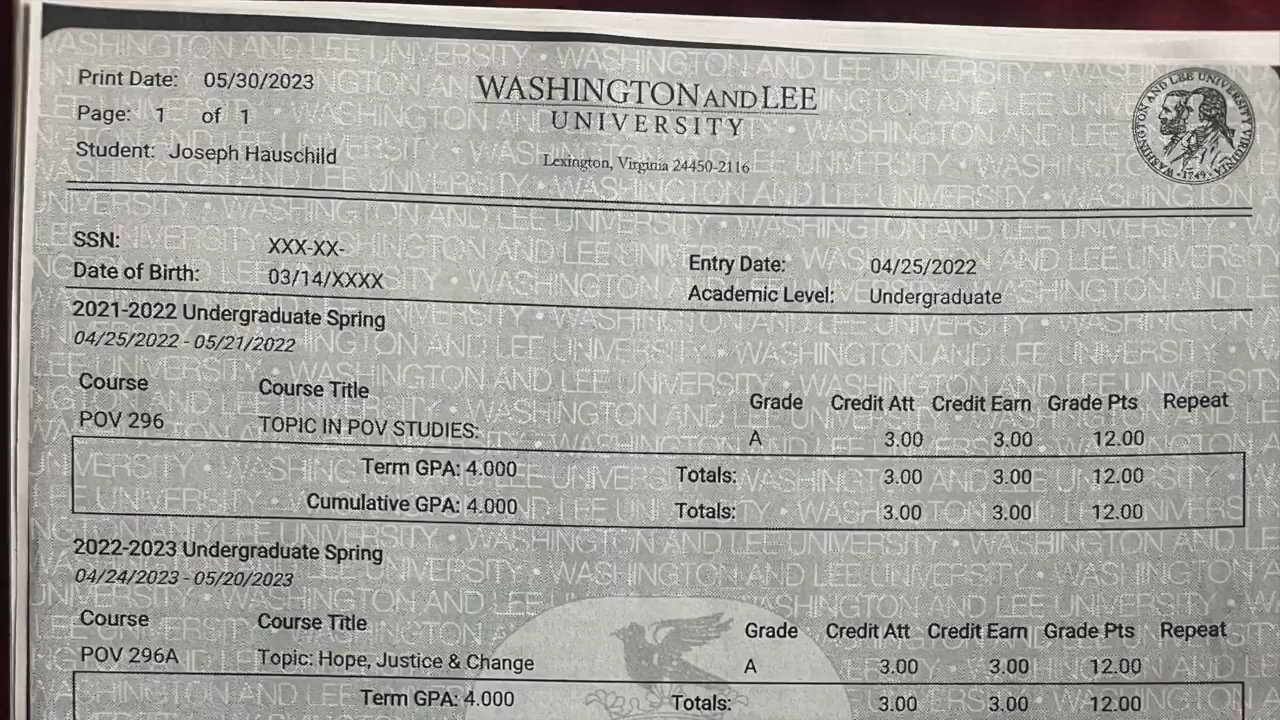 Print Date: 05/30/2023
Page: 1 of 1
Student: Joseph Hauschild
WASHINGTON AND LEE
UNIVERSITY
Lexington, Virginia 24450-2116
WASHINGTON AND LEE UNIVERSITY VIRGINIA
·1749·
SSN: XXX-XX-
Date of Birth: 03/14/XXXX
Entry Date: 04/25/2022
Academic Level: Undergraduate
2021-2022 Undergraduate Spring
04/25/2022 - 05/21/2022
Course Course Title Grade Credit Att Credit Earn Grade Pts Repeat
POV 296 TOPIC IN POV STUDIES: A 3.00 3.00 12.00
Term GPA: 4.000 Totals: 3.00 3.00 12.00
Cumulative GPA: 4.000 Totals: 3.00 3.00 12.00
2022-2023 Undergraduate Spring
04/24/2023 - 05/20/2023
Course Course Title Grade Credit Att Credit Earn Grade Pts Repeat
POV 296A Topic: Hope, Justice & Change A 3.00 3.00 12.00
Term GPA: 4.000 Totals: 3.00 3.00 12.00